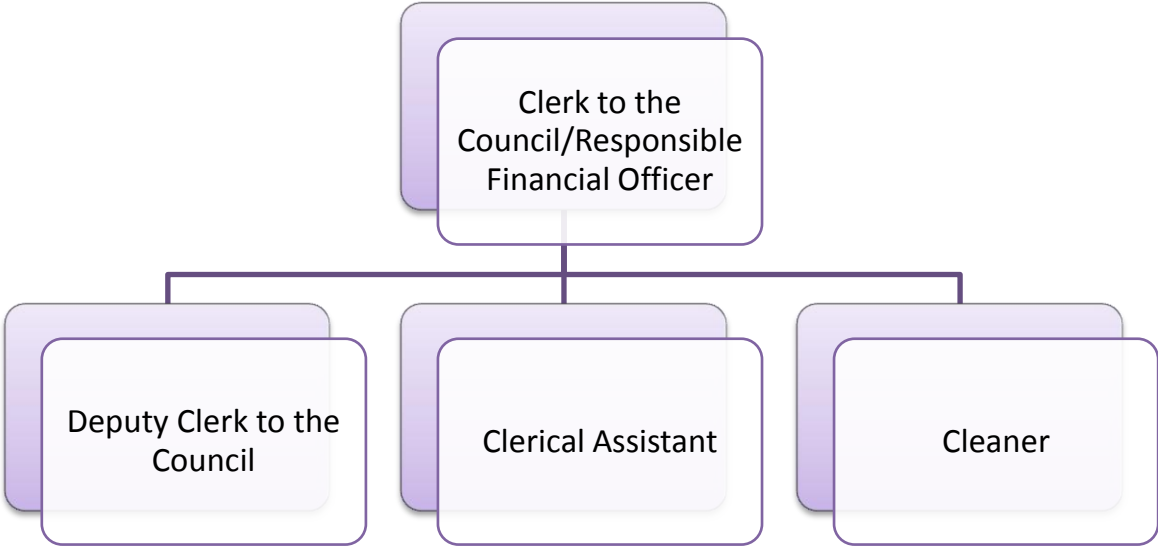 Clerk to the
Council/Responsible
Financial Officer
Deputy Clerk to the
Council
Clerical Assistant
Cleaner